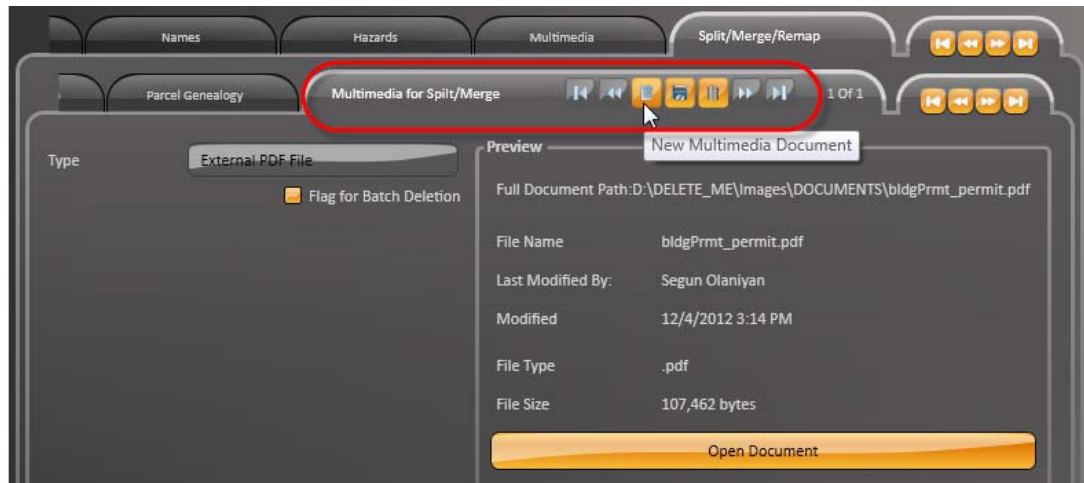 Names Hazards Multimedia Split/Merge/Remap
Parcel Genealogy Multimedia for Spilt/Merge 1 Of 1
New Multimedia Document
Type External PDF File
Flag for Batch Deletion
Preview
Full Document Path:D:\DELETE_ME\Images\DOCUMENTS\bldgPrmt_permit.pdf
File Name bldgPrmt_permit.pdf
Last Modified By: Segun Olaniyan
Modified 12/4/2012 3:14 PM
File Type .pdf
File Size 107,462 bytes
Open Document